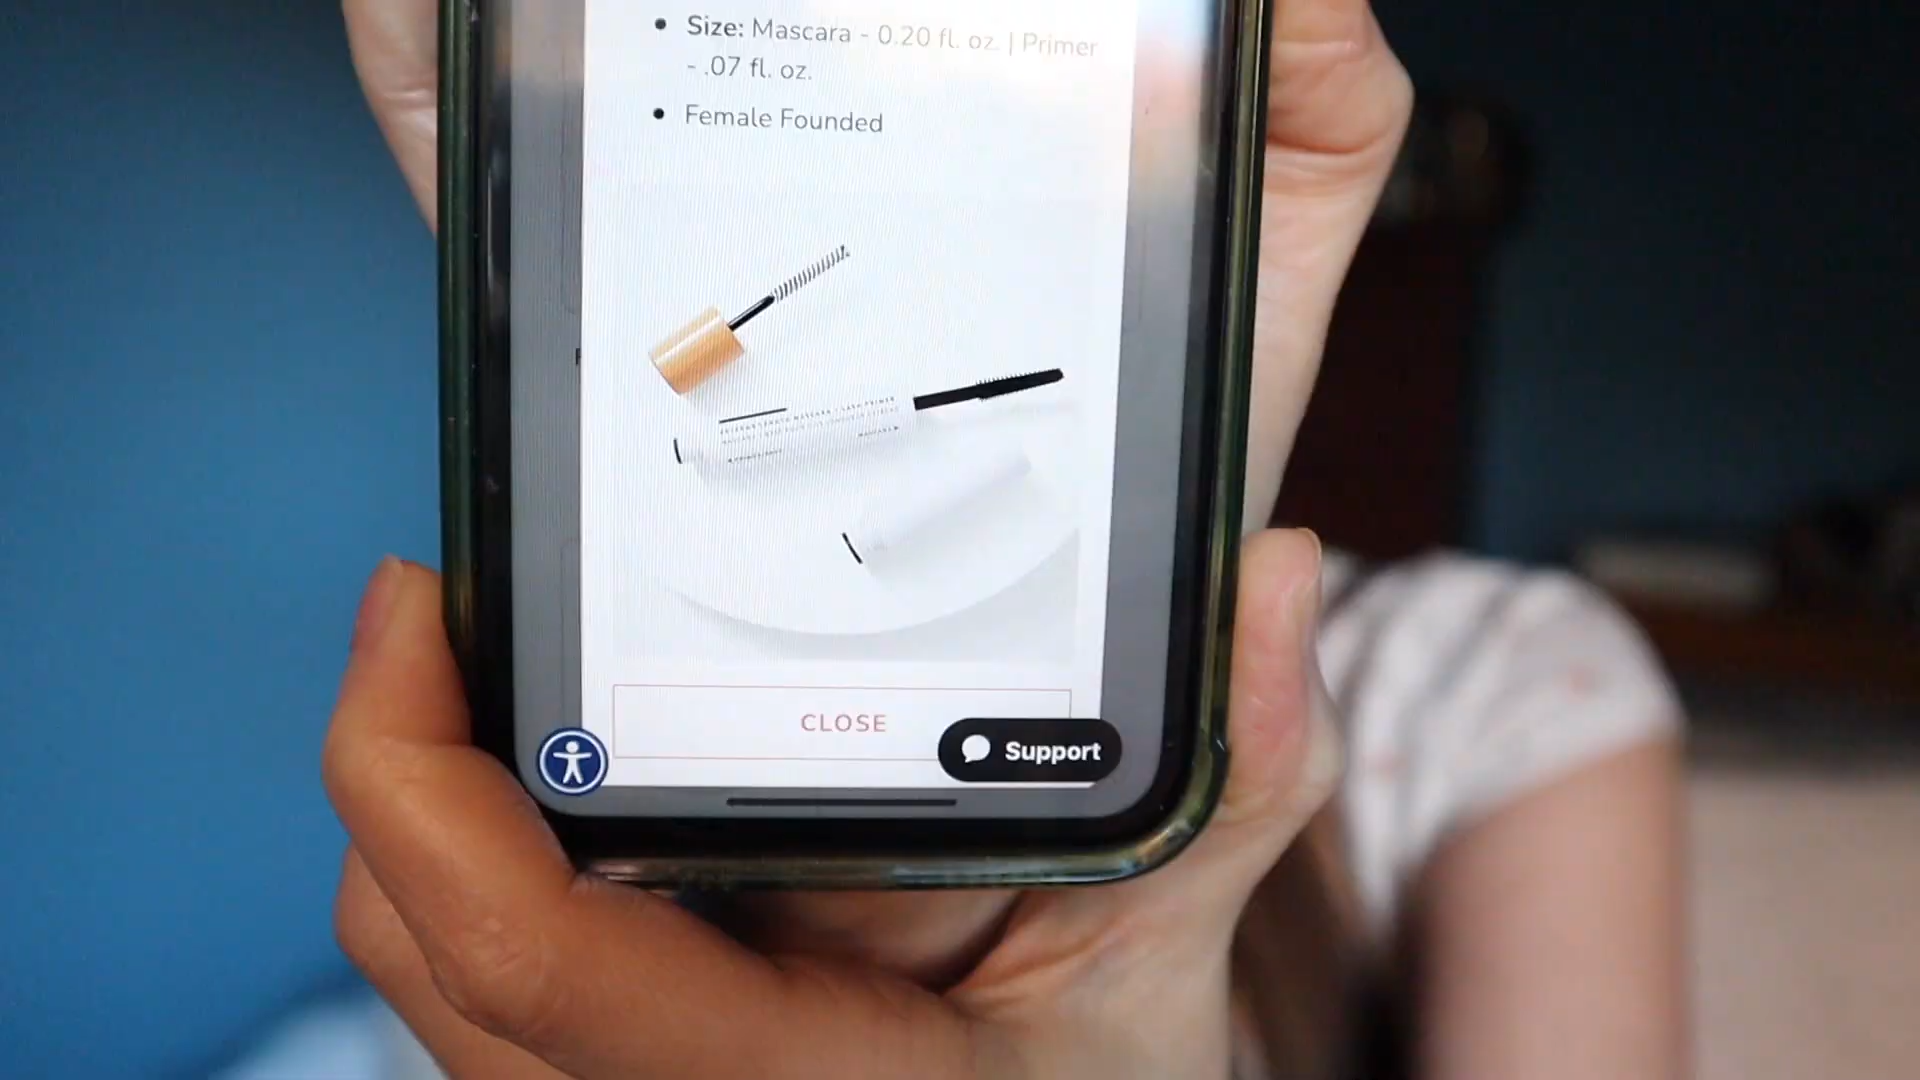 Size: Mascara - 0.20 fl. oz. | Primer
- .07 fl. oz.
Female Founded
CLOSE
Support